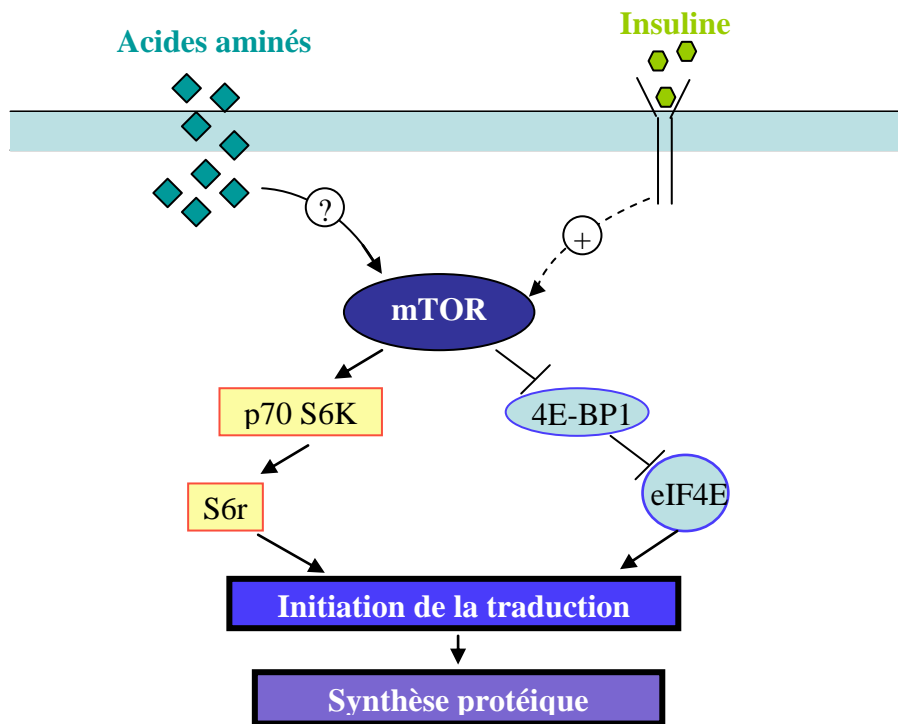 Acides aminés
Insuline
?
+
mTOR
p70 S6K
4E-BP1
S6r
eIF4E
Initiation de la traduction
Synthèse protéique